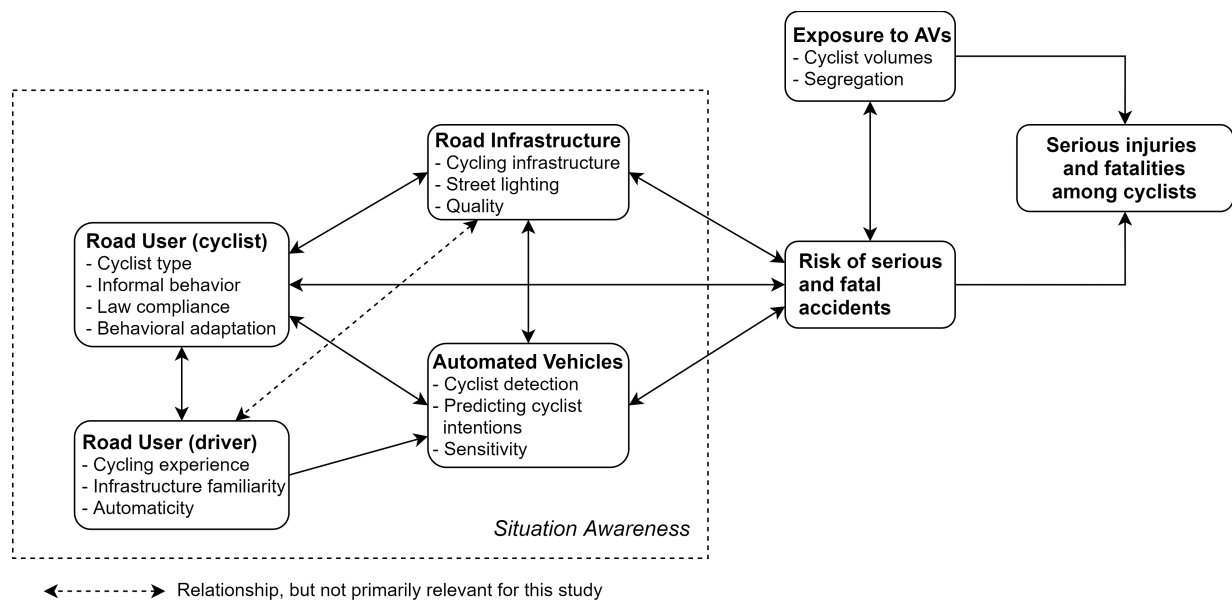 Exposure to AVs
- Cyclist volumes
- Segregation
Serious injuries
and fatalities
among cyclists
Road Infrastructure
- Cycling infrastructure
- Street lighting
- Quality
Road User (cyclist)
- Cyclist type
- Informal behavior
- Law compliance
- Behavioral adaptation
Risk of serious
and fatal
accidents
Automated Vehicles
- Cyclist detection
- Predicting cyclist
intentions
- Sensitivity
Road User (driver)
- Cycling experience
- Infrastructure familiarity
- Automaticity
Situation Awareness
Relationship, but not primarily relevant for this study